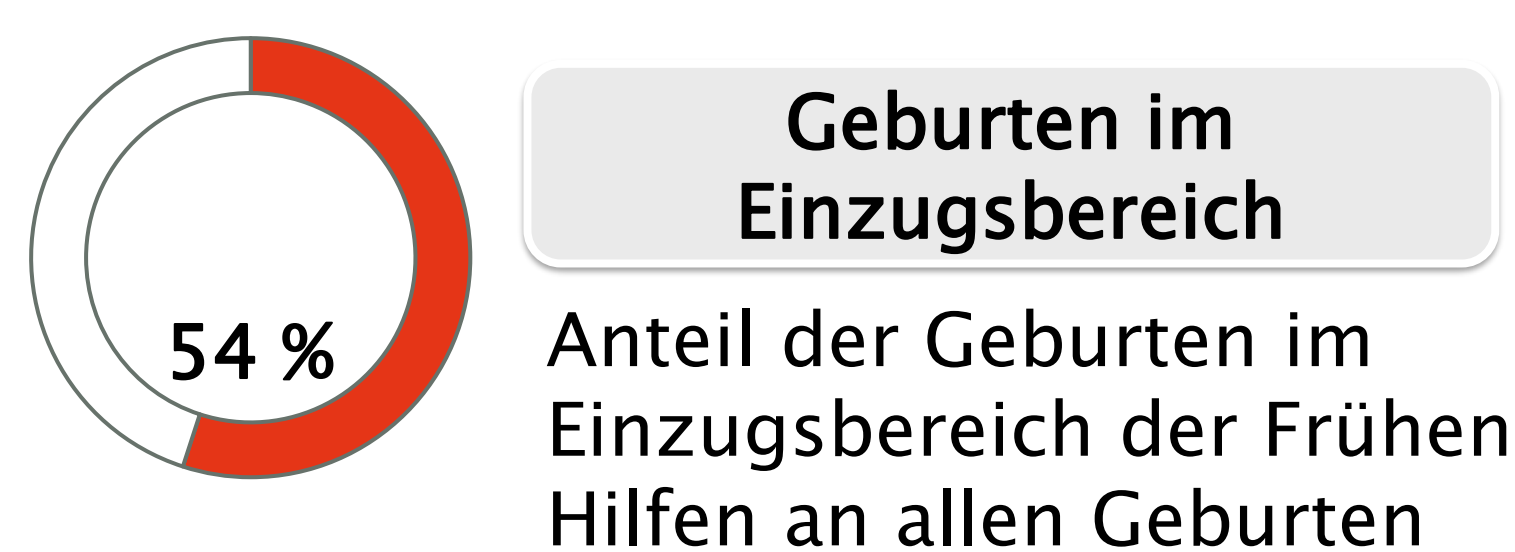 54 %
Geburten im
Einzugsbereich
Anteil der Geburten im
Einzugsbereich der Frühen
Hilfen an allen Geburten